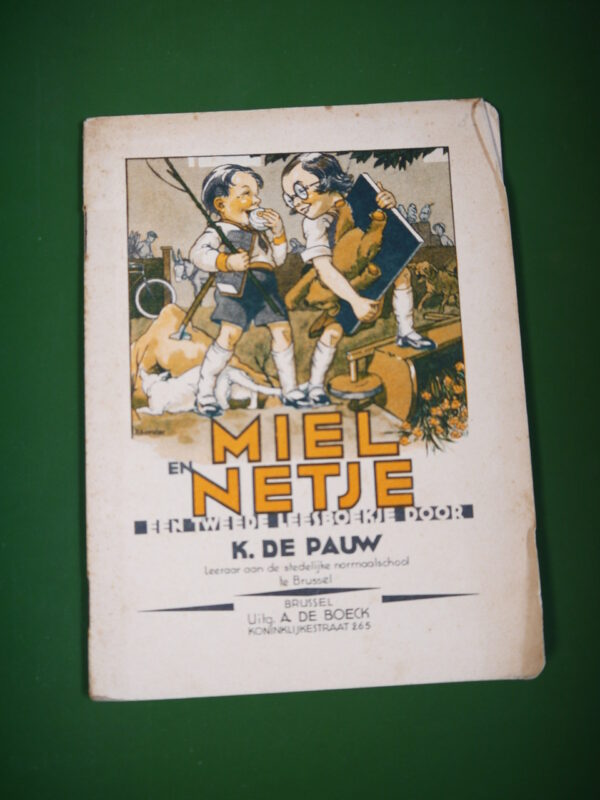 MIEL
EN
NETJE
EEN TWEEDE LEESBOEKJE DOOR
K. DE PAUW
Leeraar aan de stedelijke normaalschool
te Brussel
BRUSSEL
Uitg. A. DE BOECK
KONINKLIJKESTRAAT 265